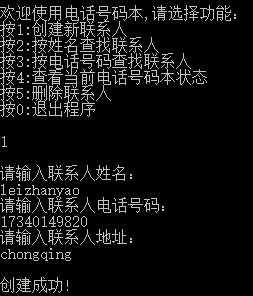 欢迎使用电话号码本,请选择功能:
按1:创建新联系人
按2:按姓名查找联系人
按3:按电话号码查找联系人
按4:查看当前电话号码本状态
按5:删除联系人
按0:退出程序
1
请输入联系人姓名:
leizhanyao
请输入联系人电话号码:
17340149820
请输入联系人地址:
chongqing
创建成功!